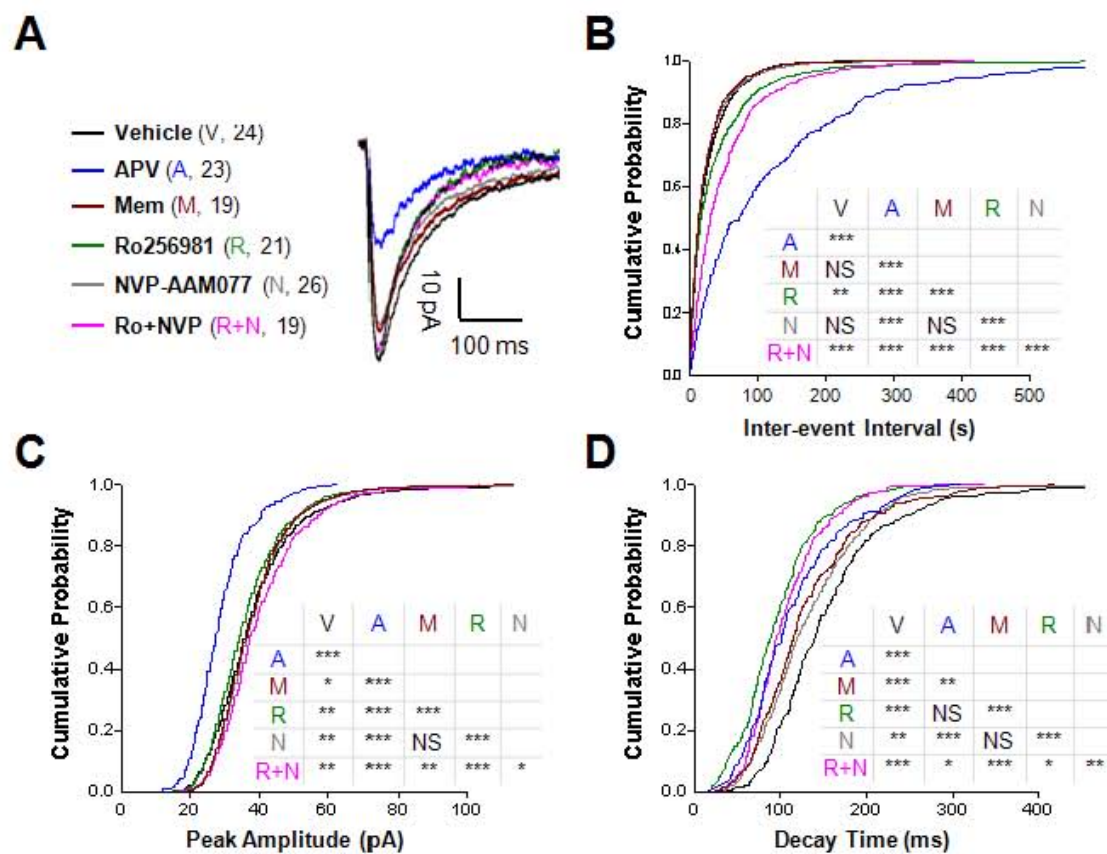 A
Vehicle (V, 24)
APV (A, 23)
Mem (M, 19)
Ro256981 (R, 21)
NVP-AAM077 (N, 26)
Ro+NVP (R+N, 19)
10 pA
100 ms
B
Cumulative Probability
1.0
0.8
0.6
0.4
0.2
0.0
0 100 200 300 400 500
Inter-event Interval (s)
V A M R N
A ***
M NS ***
R ** *** ***
N NS *** NS ***
R+N *** *** *** *** ***
C
Cumulative Probability
1.0
0.8
0.6
0.4
0.2
0.0
0 20 40 60 80 100
Peak Amplitude (pA)
V A M R N
A ***
M * ***
R ** *** ***
N ** *** NS ***
R+N ** *** ** *** *
D
Cumulative Probability
1.0
0.8
0.6
0.4
0.2
0.0
0 100 200 300 400
Decay Time (ms)
V A M R N
A ***
M *** **
R *** NS ***
N ** *** NS ***
R+N *** * *** * **